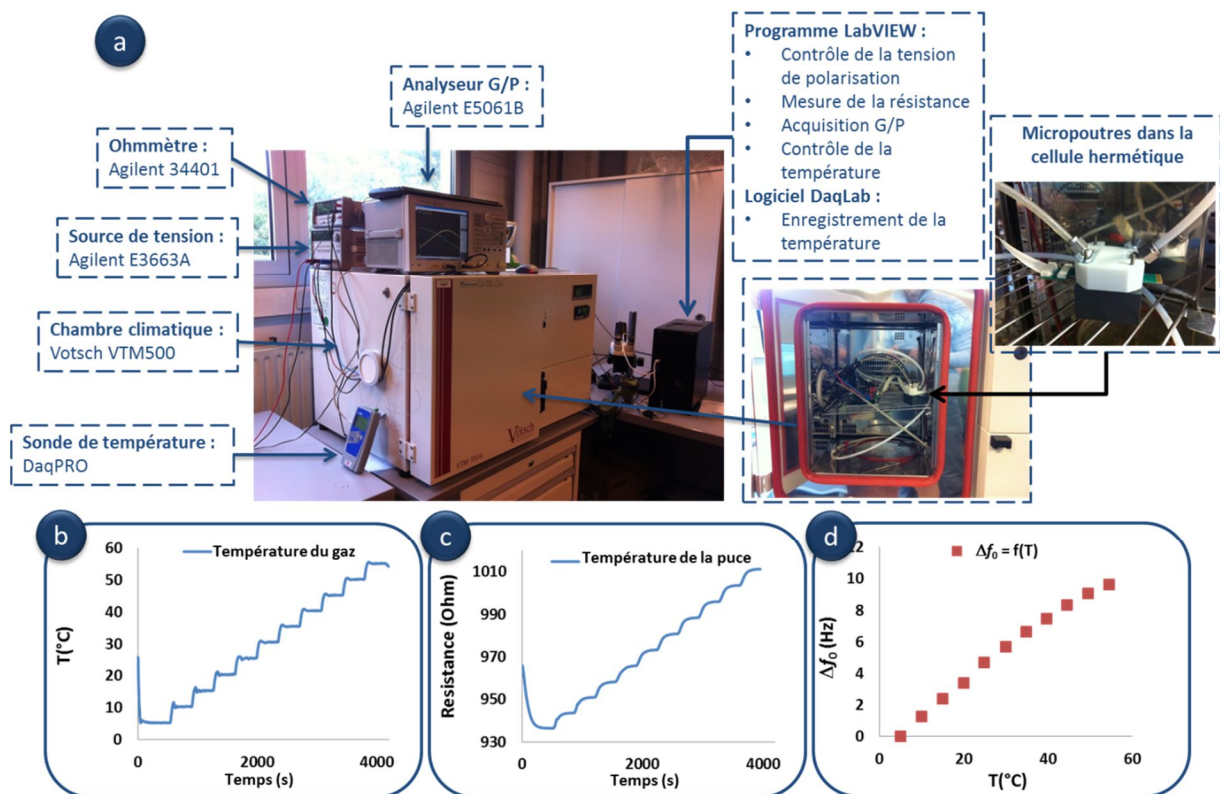 a
Programme LabVIEW :
• Contrôle de la tension
de polarisation
• Mesure de la résistance
• Acquisition G/P
• Contrôle de la
température
Logiciel DaqLab :
• Enregistrement de la
température
Analyseur G/P :
Agilent E5061B
Ohmmètre :
Agilent 34401
Source de tension :
Agilent E3663A
Chambre climatique :
Votsch VTM500
Sonde de température :
DaqPRO
Micropoutres dans la
cellule hermétique
Vötsch
VTM 7004
b
Température du gaz
T(°C)
60
50
40
30
20
10
0
0 2000 4000
Temps (s)
c
Température de la puce
Resistance (Ohm)
1010
990
970
950
930
0 2000 4000
Temps (s)
d
Δf₀ = f(T)
Δf₀ (Hz)
12
10
8
6
4
2
0
0 20 40 60
T(°C)